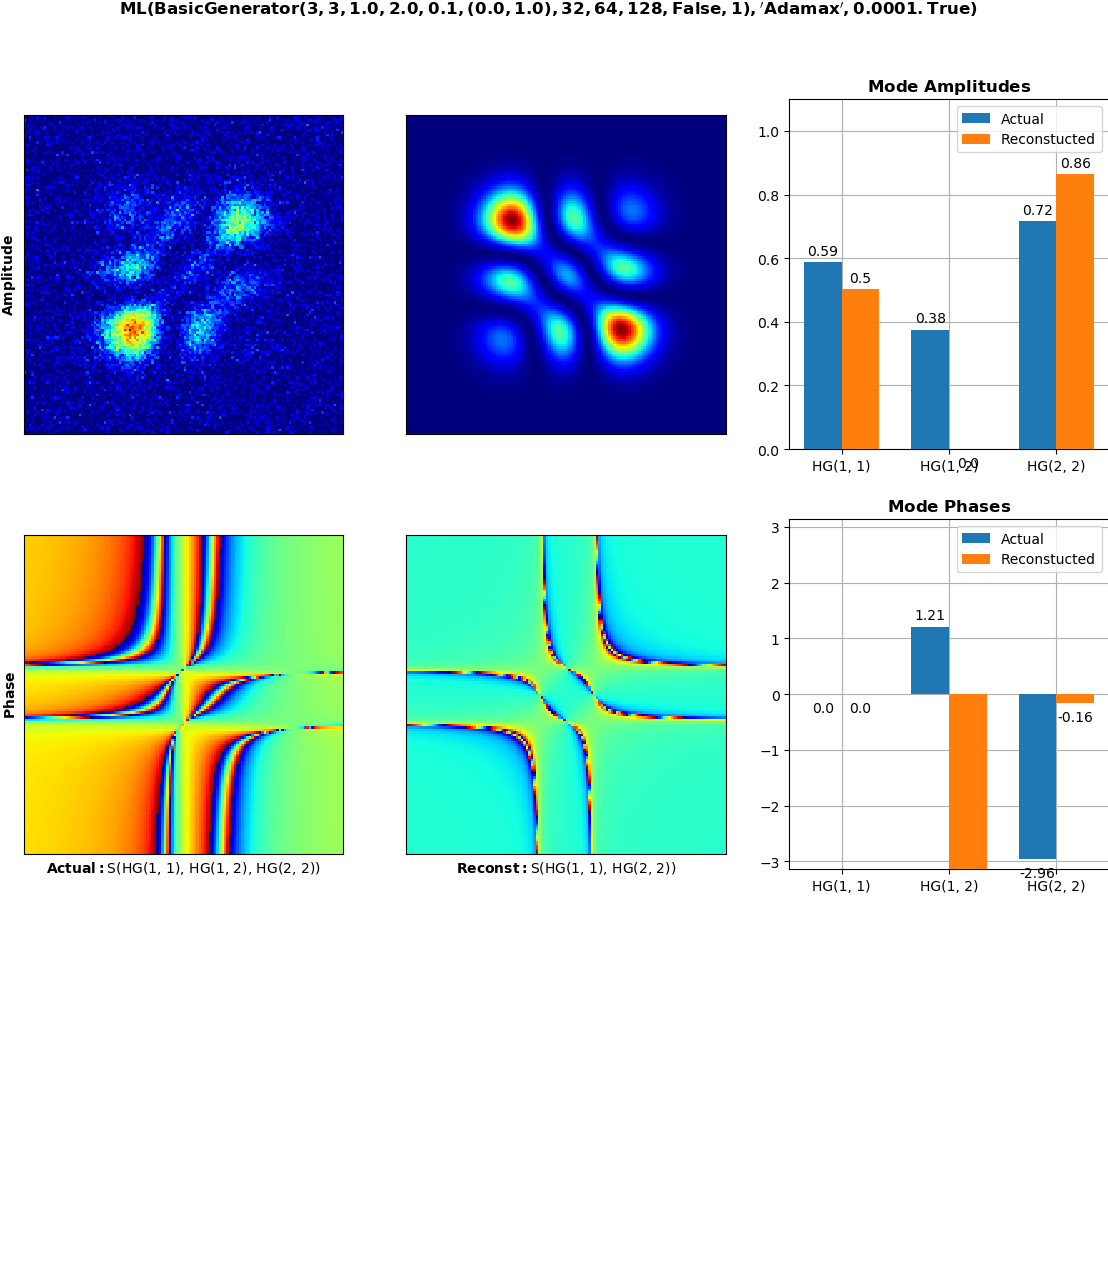 ML(BasicGenerator(3, 3, 1.0, 2.0, 0.1, (0.0, 1.0), 32, 64, 128, False, 1), ′Adamax′, 0.0001. True)
Amplitude
Mode Amplitudes
Actual
Reconstucted
1.0
0.8
0.6
0.4
0.2
0.0
0.59
0.5
0.38
0.0
0.72
0.86
HG(1, 1)
HG(1, 2)
HG(2, 2)
Phase
Actual: S(HG(1, 1), HG(1, 2), HG(2, 2))
Reconst: S(HG(1, 1), HG(2, 2))
Mode Phases
Actual
Reconstucted
3
2
1
0
−1
−2
−3
0.0
0.0
1.21
-2.96
-0.16
HG(1, 1)
HG(1, 2)
HG(2, 2)